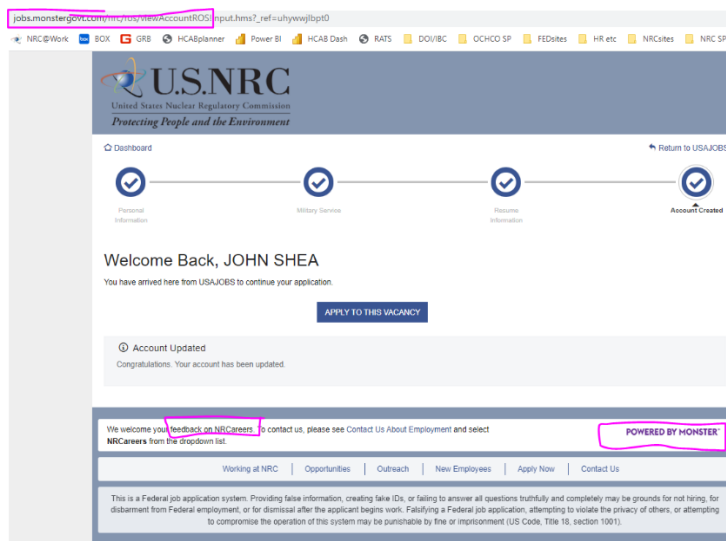 jobs.monstergovt.com/nrc/ros/viewAccountROSInput.hms?_ref=uhywwjlbpt0
NRC@Work BOX GRB HCABplanner Power BI HCAB Dash RATS DOI/IBC OCHCO SP FEDsites HR etc NRCsites NRC SP
U.S.NRC
United States Nuclear Regulatory Commission
Protecting People and the Environment
Dashboard
Return to USAJOBS
Personal Information
Military Service
Resume Information
Account Created
Welcome Back, JOHN SHEA
You have arrived here from USAJOBS to continue your application.
APPLY TO THIS VACANCY
Account Updated
Congratulations. Your account has been updated.
We welcome your feedback on NRCareers. To contact us, please see Contact Us About Employment and select
NRCareers from the dropdown list.
POWERED BY MONSTER
Working at NRC | Opportunities | Outreach | New Employees | Apply Now | Contact Us
This is a Federal job application system. Providing false information, creating fake IDs, or failing to answer all questions truthfully and completely may be grounds for not hiring, for
disbarment from Federal employment, or for dismissal after the applicant begins work. Falsifying a Federal job application, attempting to violate the privacy of others, or attempting
to compromise the operation of this system may be punishable by fine or imprisonment (US Code, Title 18, section 1001).